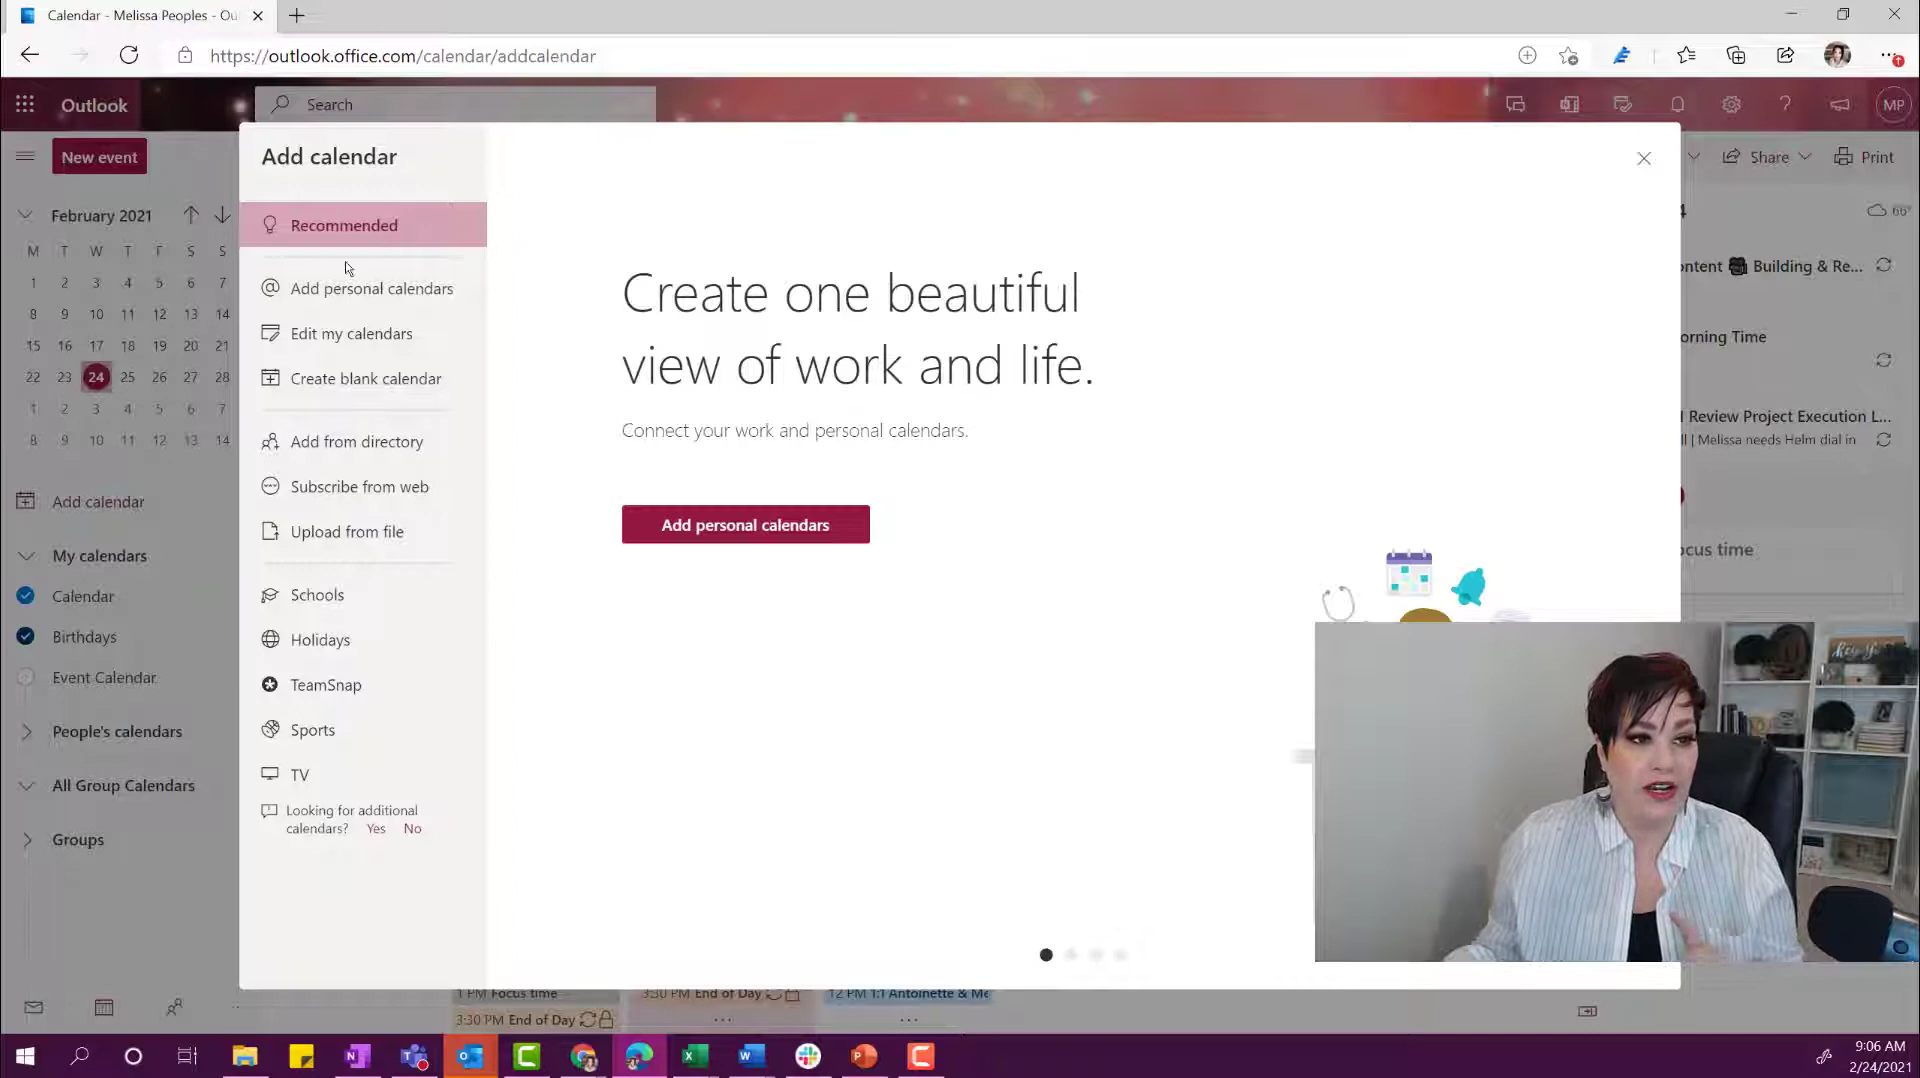 Calendar - Melissa Peoples - Ou
https://outlook.office.com/calendar/addcalendar
Outlook
Search
MP
New event
Share
Print
February 2021
M T W T F S S
1 2 3 4 5 6 7
8 9 10 11 12 13 14
15 16 17 18 19 20 21
22 23 24 25 26 27 28
1 2 3 4 5 6 7
8 9 10 11 12 13 14
Add calendar
My calendars
Calendar
Birthdays
Event Calendar
People's calendars
All Group Calendars
Groups
Add calendar
Recommended
Add personal calendars
Edit my calendars
Create blank calendar
Add from directory
Subscribe from web
Upload from file
Schools
Holidays
TeamSnap
Sports
TV
Looking for additional
calendars? Yes No
Create one beautiful
view of work and life.
Connect your work and personal calendars.
Add personal calendars
4
66°
ntent Building & Re...
orning Time
l Review Project Execution L...
ll | Melissa needs Helm dial in
ocus time
1 PM Focus time
3:30 PM End of Day
3:30 PM End of Day
12 PM 1:1 Antoinette & Me
9:06 AM
2/24/2021